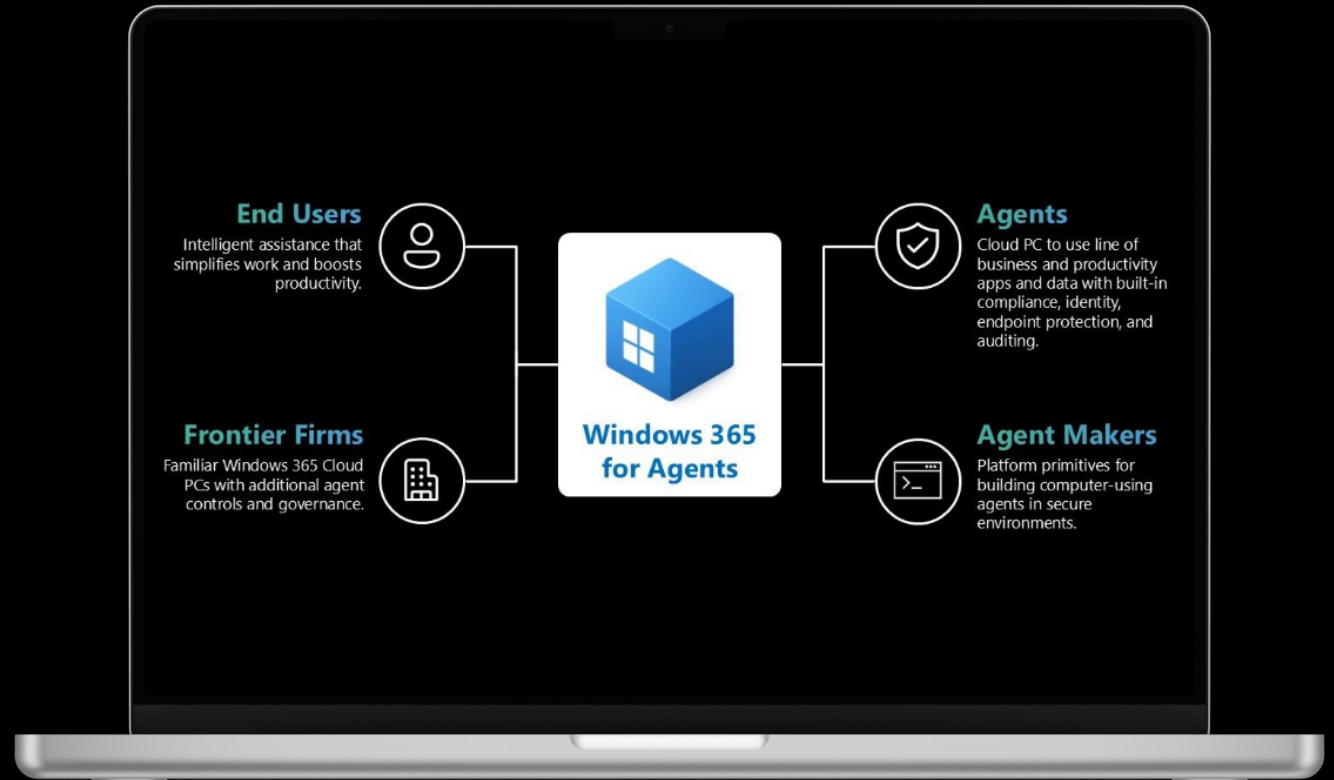 End Users
Intelligent assistance that
simplifies work and boosts
productivity.
Frontier Firms
Familiar Windows 365 Cloud
PCs with additional agent
controls and governance.
Windows 365
for Agents
Agents
Cloud PC to use line of
business and productivity
apps and data with built-in
compliance, identity,
endpoint protection, and
auditing.
Agent Makers
Platform primitives for
building computer-using
agents in secure
environments.